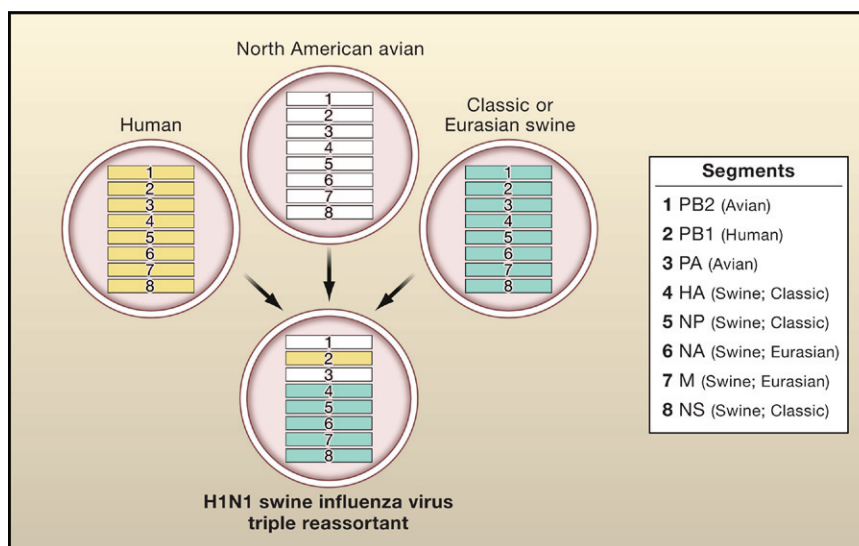 North American avian
1
2
3
4
5
6
7
8
Human
1
2
3
4
5
6
7
8
Classic or
Eurasian swine
1
2
3
4
5
6
7
8
1
2
3
4
5
6
7
8
H1N1 swine influenza virus
triple reassortant
Segments
1 PB2 (Avian)
2 PB1 (Human)
3 PA (Avian)
4 HA (Swine; Classic)
5 NP (Swine; Classic)
6 NA (Swine; Eurasian)
7 M (Swine; Eurasian)
8 NS (Swine; Classic)